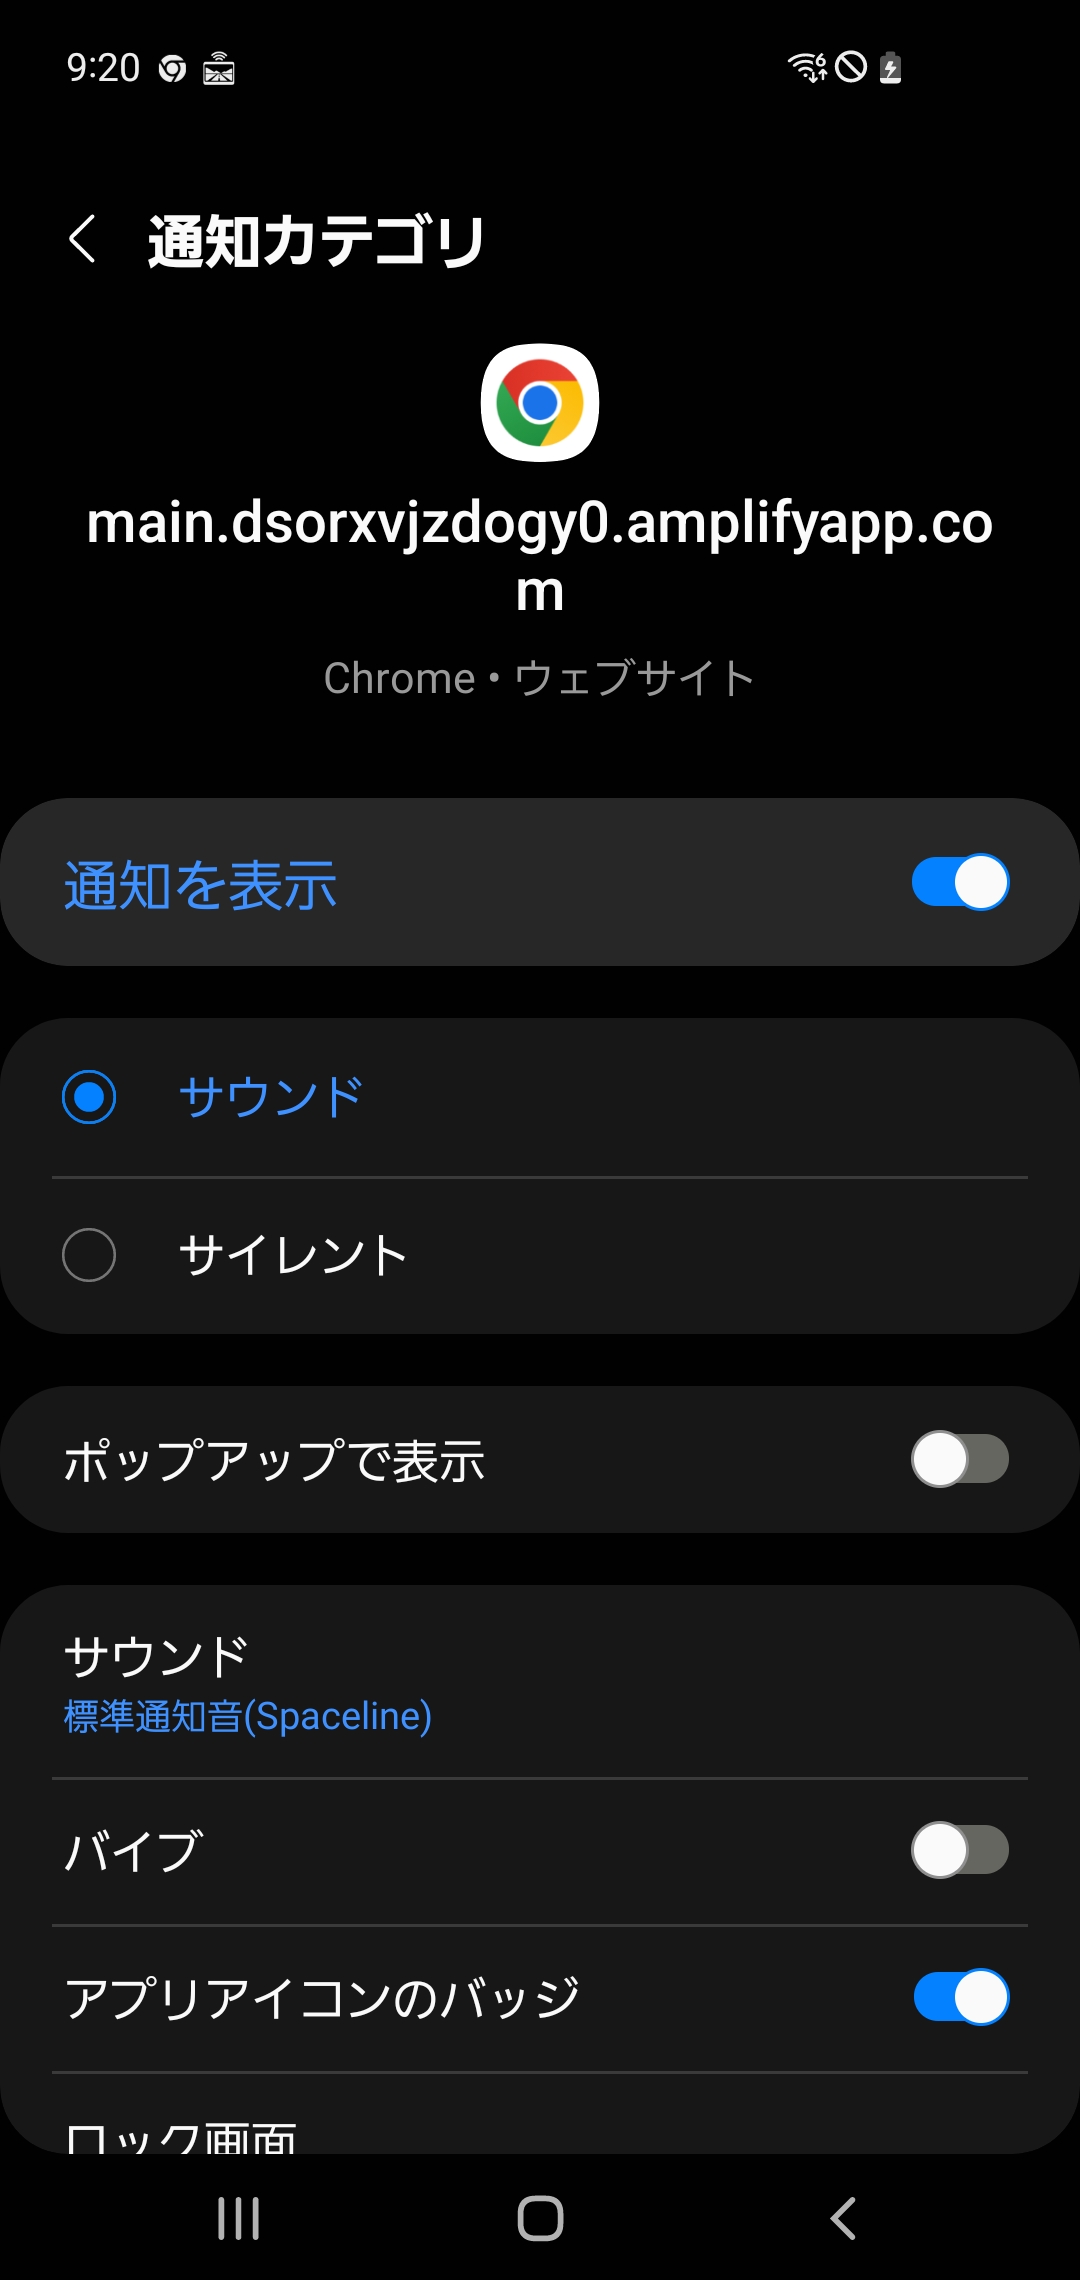 9:20
通知カテゴリ
main.dsorxvjzdogy0.amplifyapp.co
m
Chrome・ウェブサイト
通知を表示
サウンド
サイレント
ポップアップで表示
サウンド
標準通知音(Spaceline)
バイブ
アプリアイコンのバッジ
ロック画面